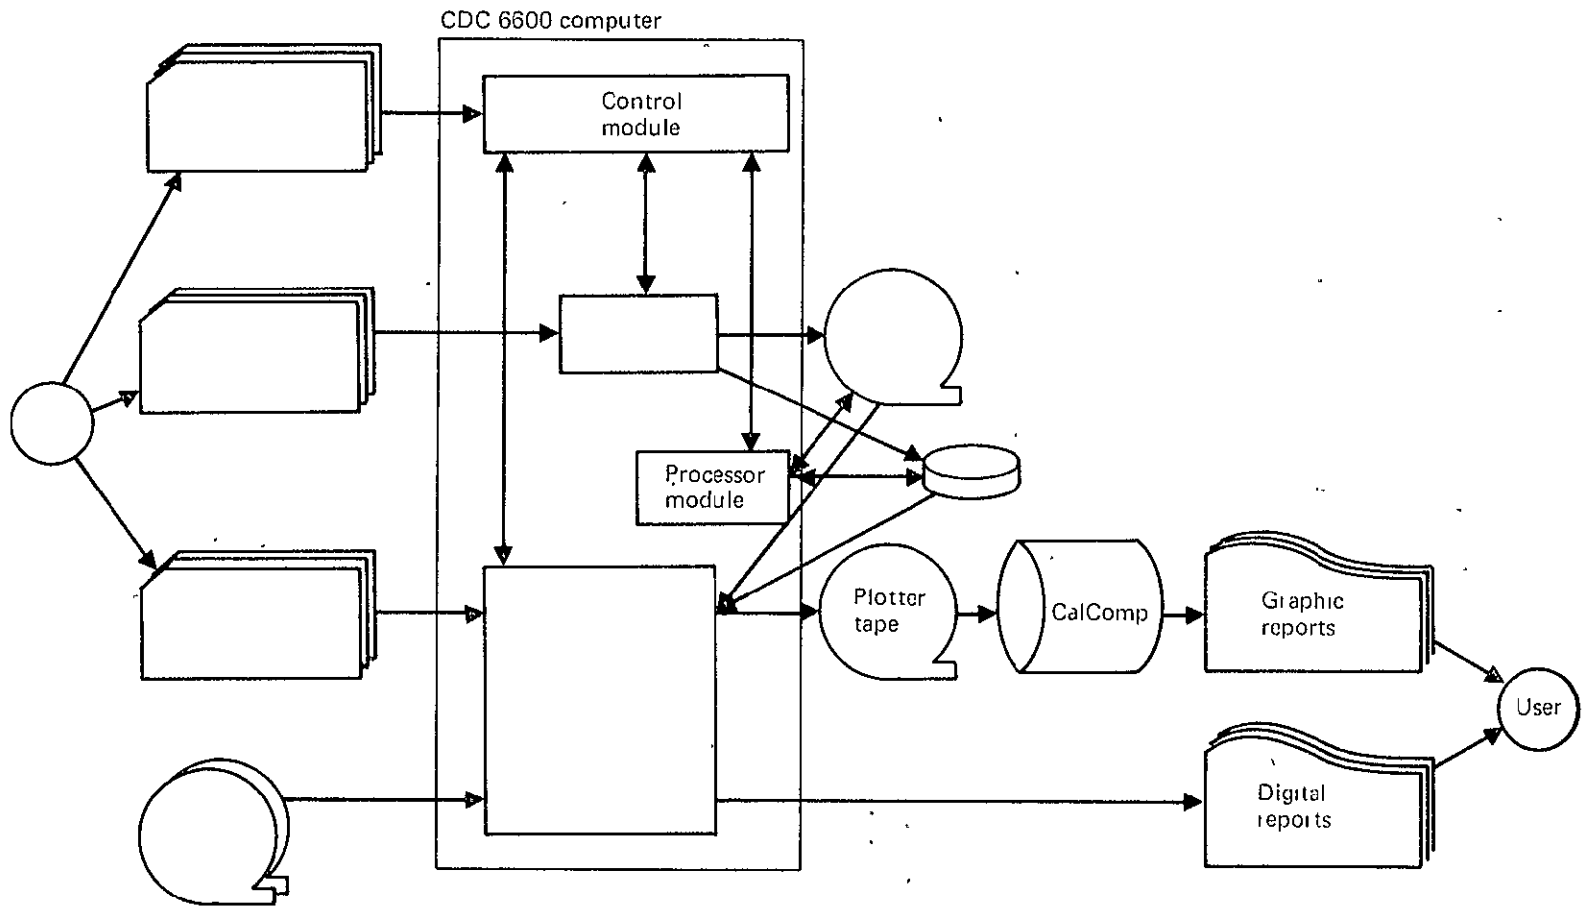 CDC 6600 computer
Control
module
Processor
module
Plotter
tape
CalComp
Graphic
reports
User
Digital
reports